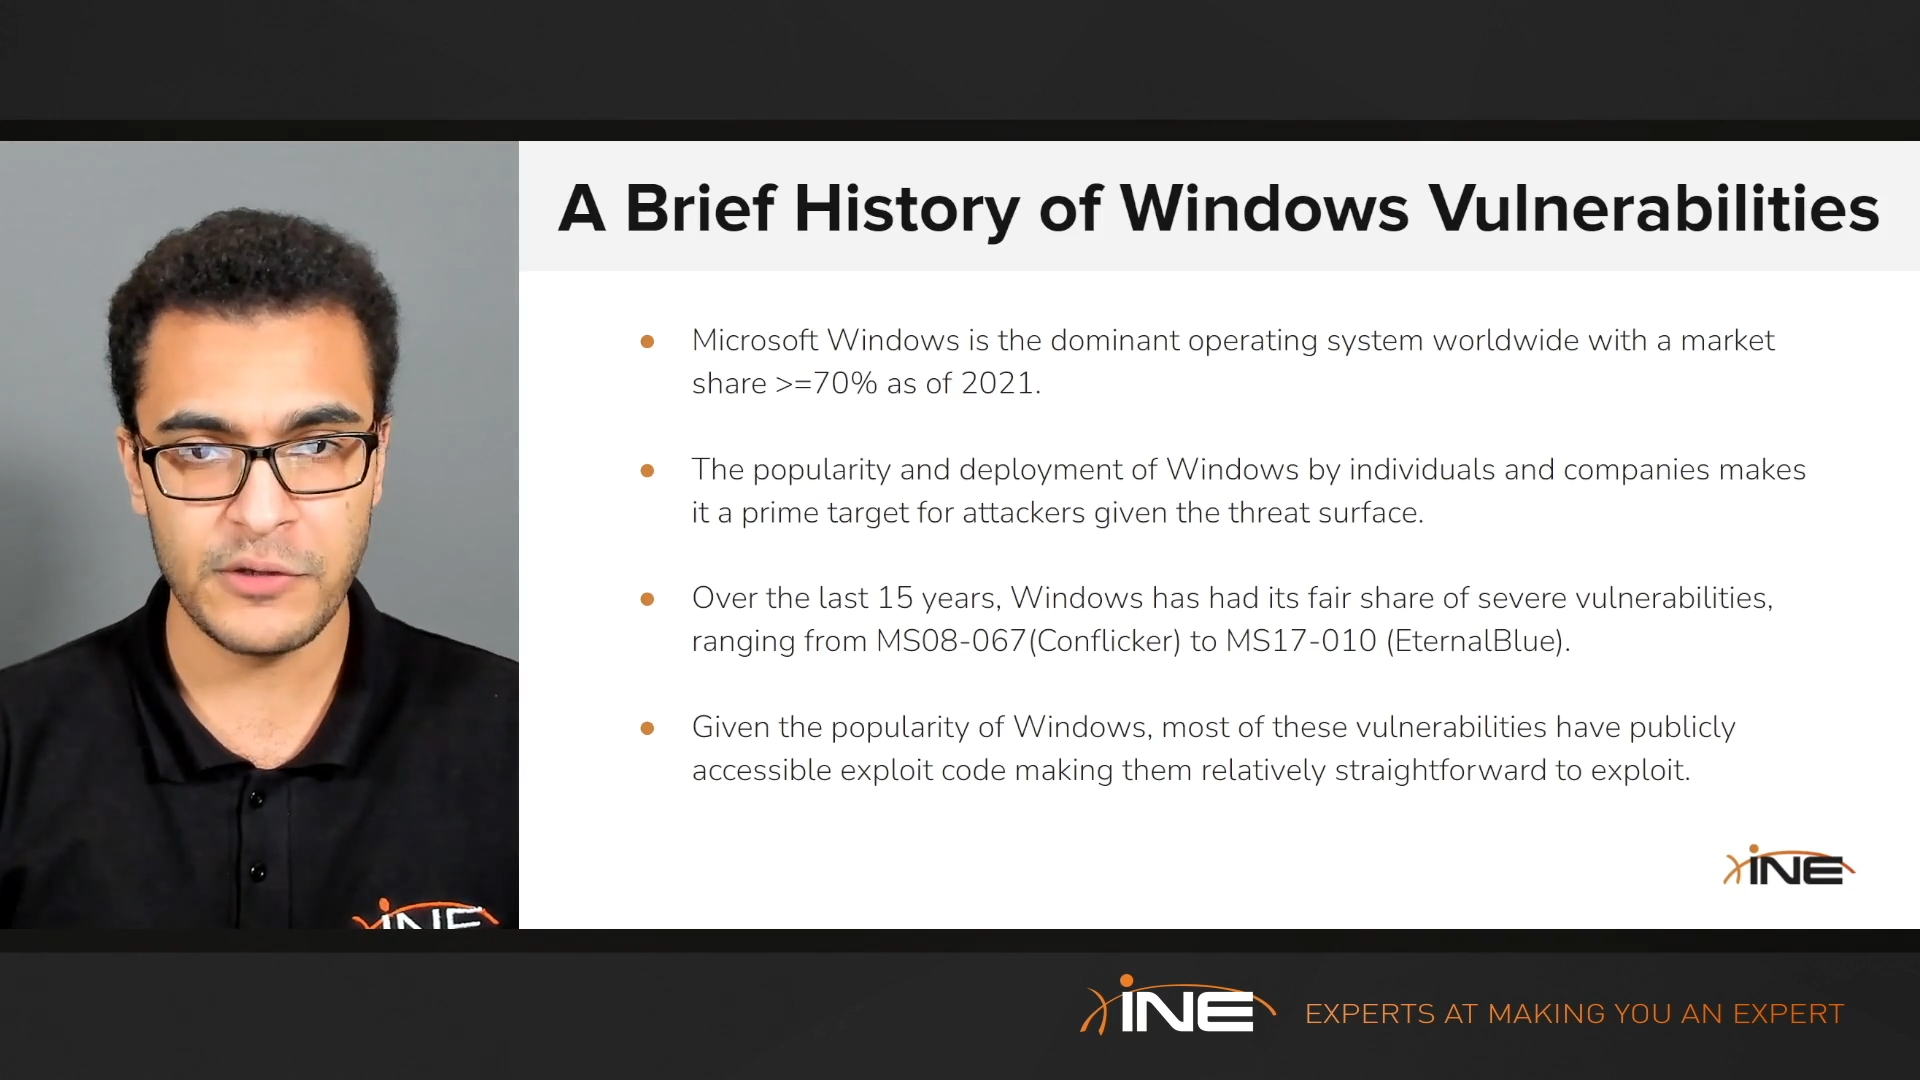 A Brief History of Windows Vulnerabilities
Microsoft Windows is the dominant operating system worldwide with a market
share >=70% as of 2021.
The popularity and deployment of Windows by individuals and companies makes
it a prime target for attackers given the threat surface.
Over the last 15 years, Windows has had its fair share of severe vulnerabilities,
ranging from MS08-067(Conflicker) to MS17-010 (EternalBlue).
Given the popularity of Windows, most of these vulnerabilities have publicly
accessible exploit code making them relatively straightforward to exploit.
INE
INE
INE EXPERTS AT MAKING YOU AN EXPERT